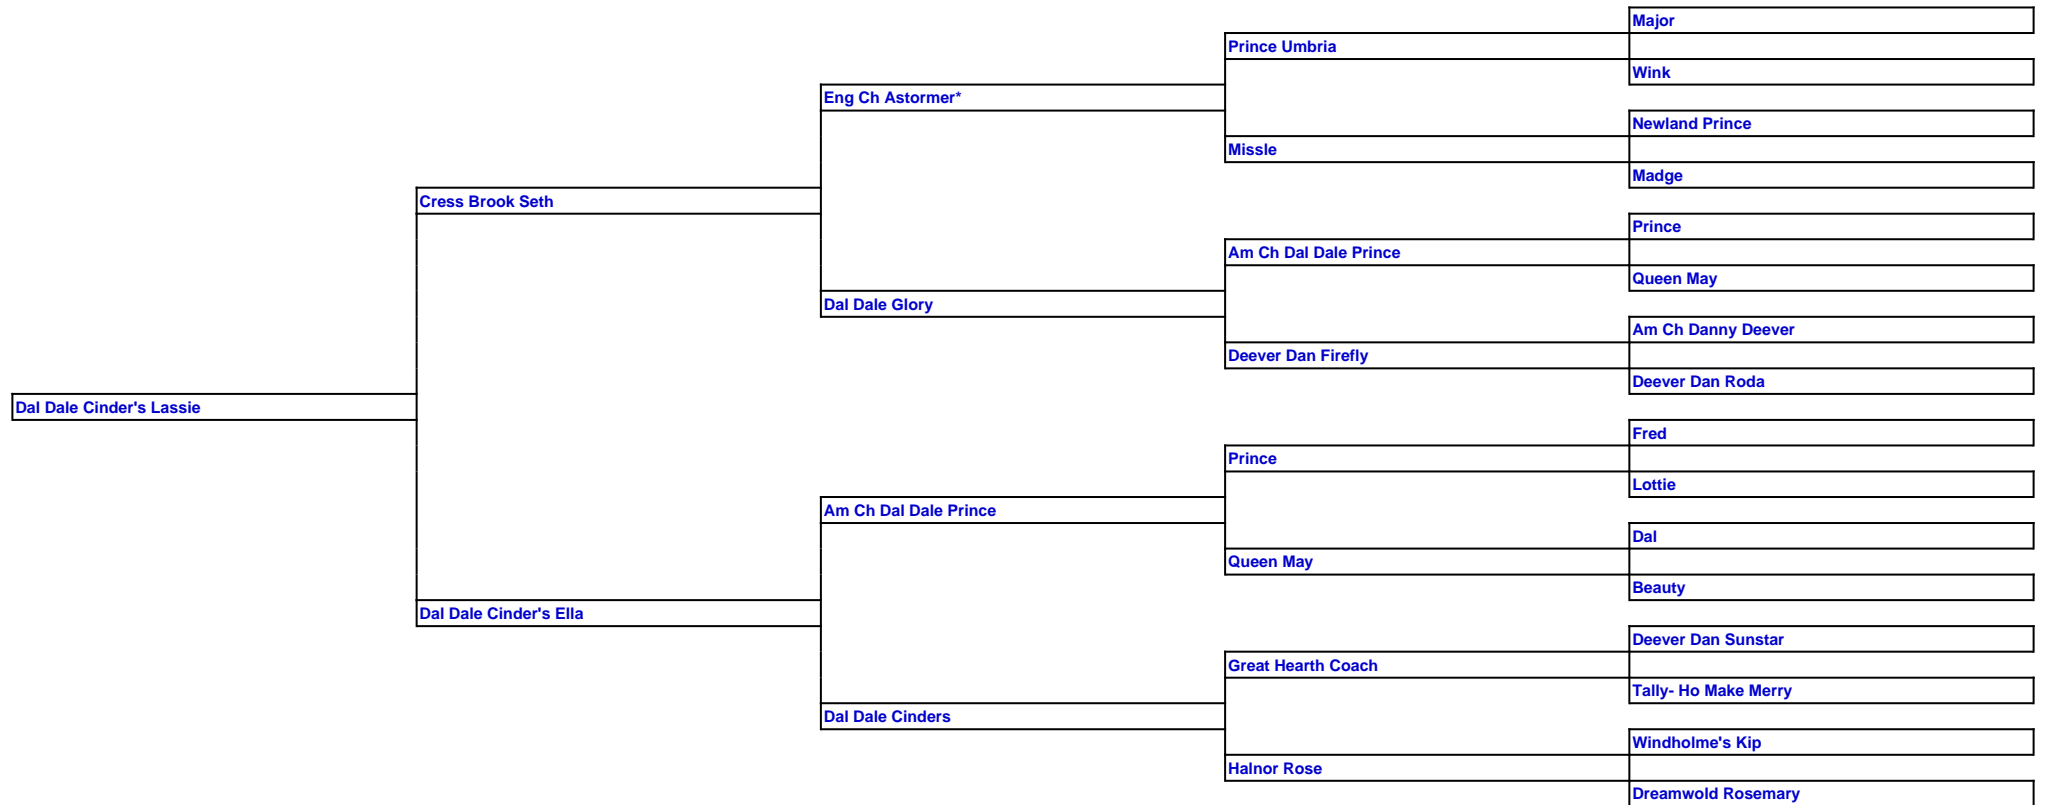 Major
Prince Umbria
Wink
Eng Ch Astormer*
Newland Prince
Missle
Madge
Cress Brook Seth
Prince
Am Ch Dal Dale Prince
Queen May
Dal Dale Glory
Am Ch Danny Deever
Deever Dan Firefly
Deever Dan Roda
Dal Dale Cinder's Lassie
Fred
Prince
Lottie
Am Ch Dal Dale Prince
Dal
Queen May
Beauty
Dal Dale Cinder's Ella
Deever Dan Sunstar
Great Hearth Coach
Tally- Ho Make Merry
Dal Dale Cinders
Windholme's Kip
Halnor Rose
Dreamwold Rosemary